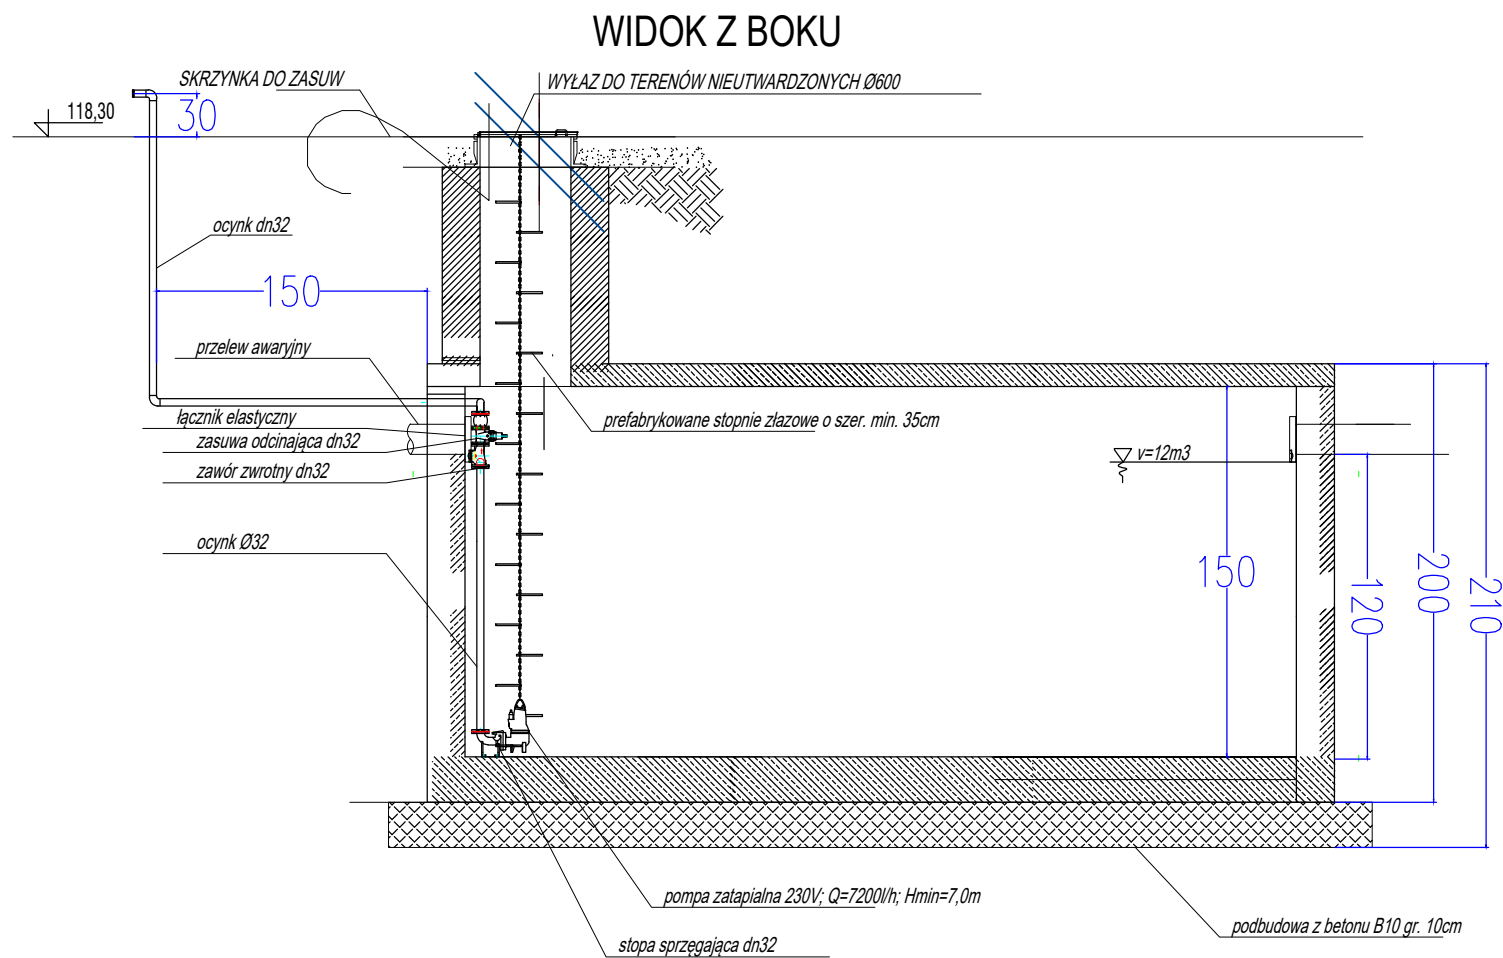 WIDOK Z BOKU
SKRZYNKA DO ZASUW
WYŁAZ DO TERENÓW NIEUTWARDZONYCH Ø600
118,30
30
ocynk dn32
150
przelew awaryjny
łącznik elastyczny
zasuwa odcinająca dn32
zawór zwrotny dn32
prefabrykowane stopnie złazowe o szer. min. 35cm
v=12m3
ocynk Ø32
150
120
200
210
pompa zatapialna 230V; Q=7200l/h; Hmin=7,0m
stopa sprzęgająca dn32
podbudowa z betonu B10 gr. 10cm